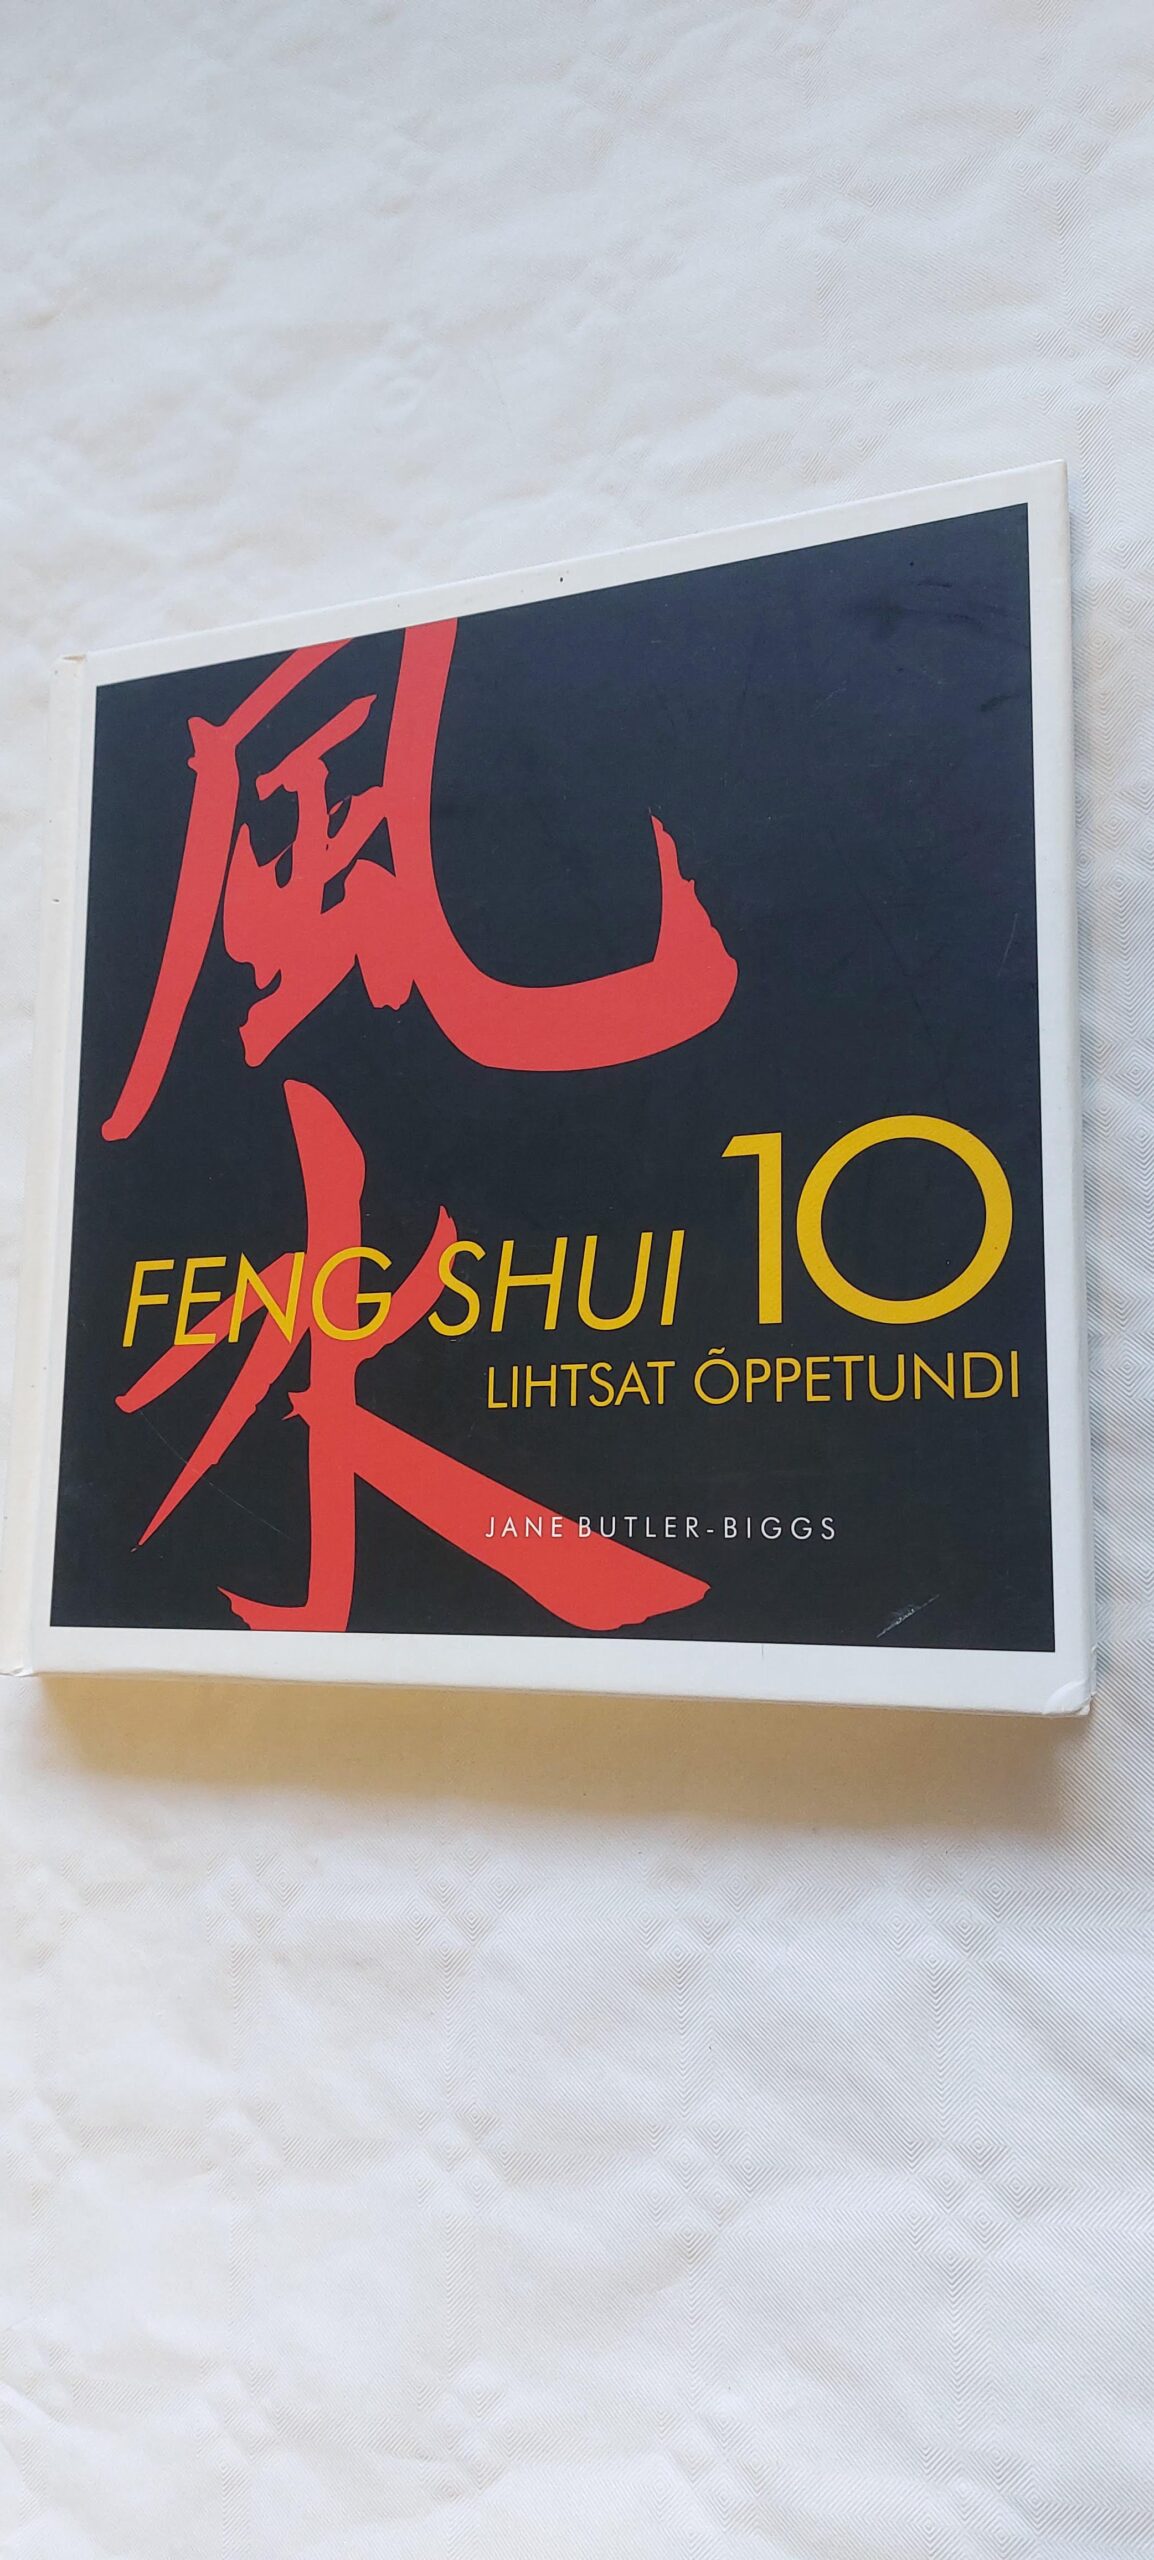 風
水
FENG SHUI 10
LIHTSAT ÕPPETUNDI
JANE BUTLER-BIGGS